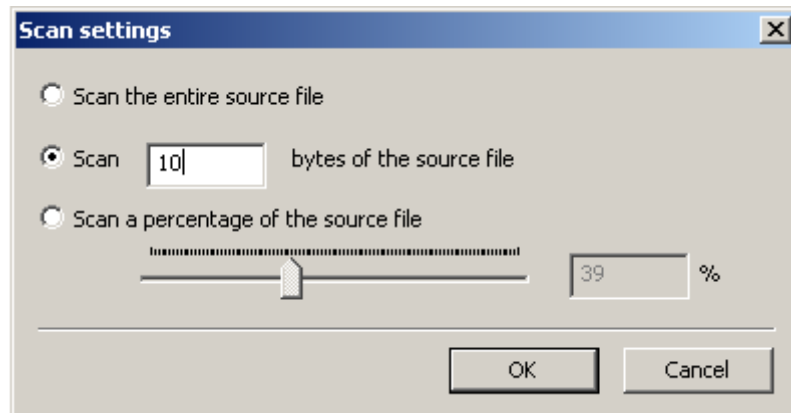 Scan settings
Scan the entire source file
Scan 10 bytes of the source file
Scan a percentage of the source file
39 %
OK Cancel